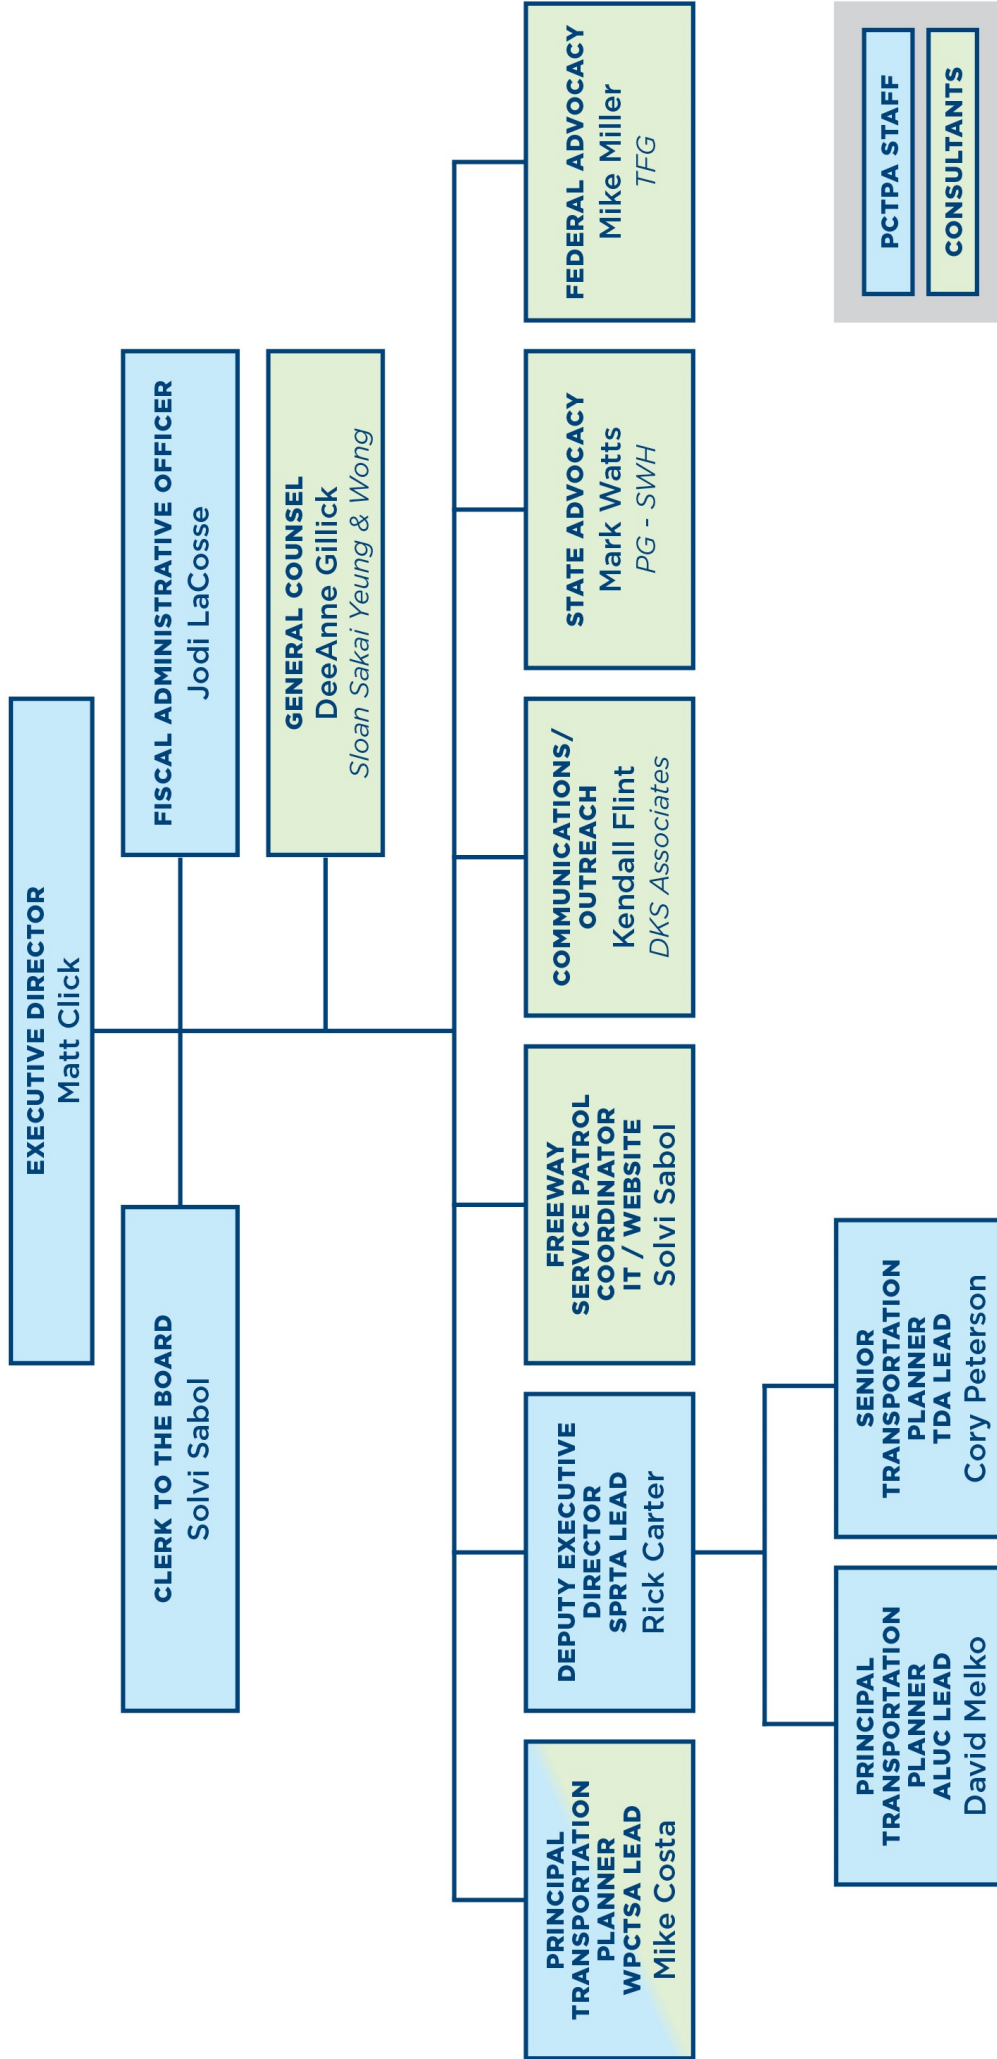 EXECUTIVE DIRECTOR
Matt Click
CLERK TO THE BOARD
Solvi Sabol
FISCAL ADMINISTRATIVE OFFICER
Jodi LaCosse
GENERAL COUNSEL
DeeAnne Gillick
Sloan Sakai Yeung & Wong
PRINCIPAL
TRANSPORTATION
PLANNER
WPCTSA LEAD
Mike Costa
DEPUTY EXECUTIVE
DIRECTOR
SPRTA LEAD
Rick Carter
FREEWAY
SERVICE PATROL
COORDINATOR
IT / WEBSITE
Solvi Sabol
COMMUNICATIONS/
OUTREACH
Kendall Flint
DKS Associates
STATE ADVOCACY
Mark Watts
PG - SWH
FEDERAL ADVOCACY
Mike Miller
TFG
PRINCIPAL
TRANSPORTATION
PLANNER
ALUC LEAD
David Melko
SENIOR
TRANSPORTATION
PLANNER
TDA LEAD
Cory Peterson
PCTPA STAFF
CONSULTANTS